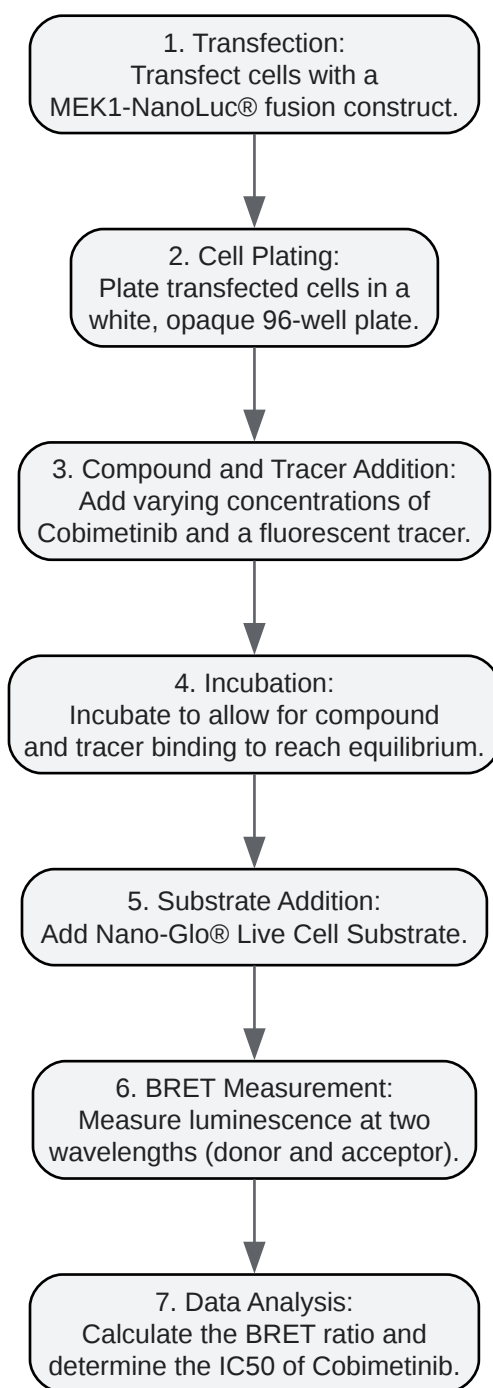 1. Transfection:
Transfect cells with a
MEK1-NanoLuc® fusion construct.
2. Cell Plating:
Plate transfected cells in a
white, opaque 96-well plate.
3. Compound and Tracer Addition:
Add varying concentrations of
Cobimetinib and a fluorescent tracer.
4. Incubation:
Incubate to allow for compound
and tracer binding to reach equilibrium.
5. Substrate Addition:
Add Nano-Glo® Live Cell Substrate.
6. BRET Measurement:
Measure luminescence at two
wavelengths (donor and acceptor).
7. Data Analysis:
Calculate the BRET ratio and
determine the IC50 of Cobimetinib.